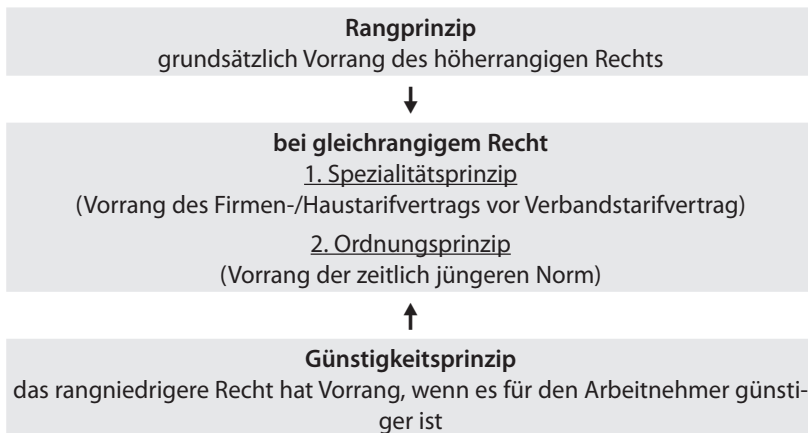 Rangprinzip
grundsätzlich Vorrang des höherrangigen Rechts
bei gleichrangigem Recht
1. Spezialitätsprinzip
(Vorrang des Firmen-/Haustarifvertrags vor Verbandstarifvertrag)
2. Ordnungsprinzip
(Vorrang der zeitlich jüngeren Norm)
Günstigkeitsprinzip
das rangniedrigere Recht hat Vorrang, wenn es für den Arbeitnehmer günsti-
ger ist